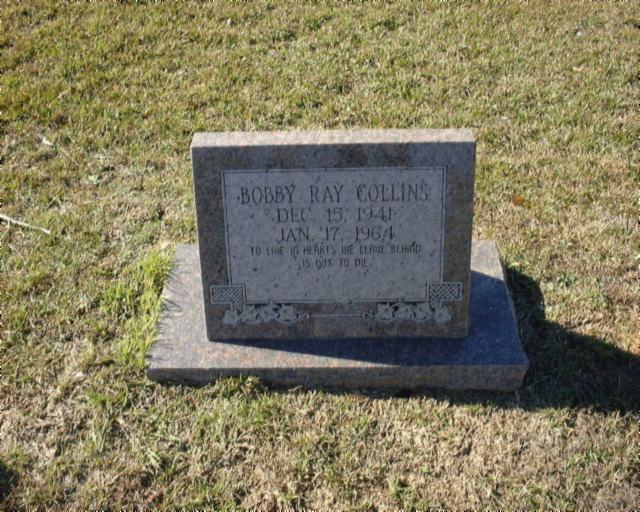 BOBBY RAY COLLINS
DEC. 15, 1941
JAN. 17, 1964
TO LIVE IN HEARTS WE LEAVE BEHIND
IS NOT TO DIE.